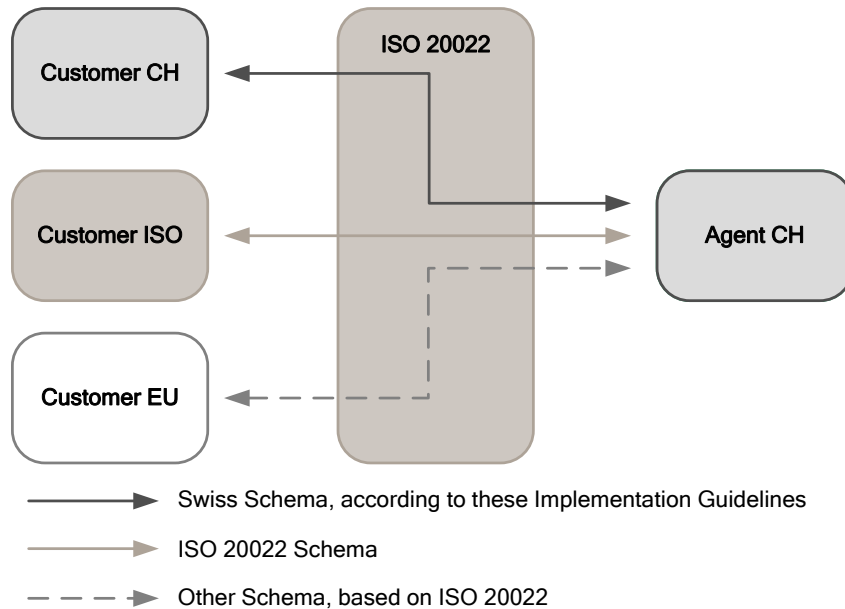 Customer CH
ISO 20022
Customer ISO
Agent CH
Customer EU
Swiss Schema, according to these Implementation Guidelines
ISO 20022 Schema
Other Schema, based on ISO 20022